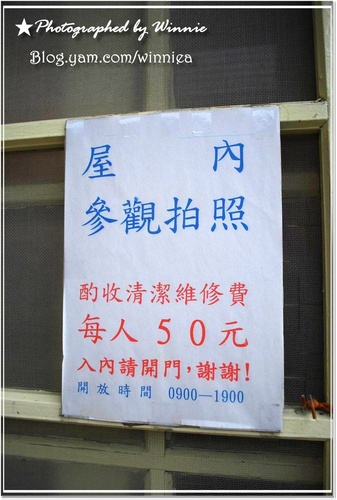 ★ Photographed by Winnie
Blog.yam.com/winniea
屋 內
參觀拍照
酌收清潔維修費
每人50元
入內請開門，謝謝!
開放時間 0900—1900